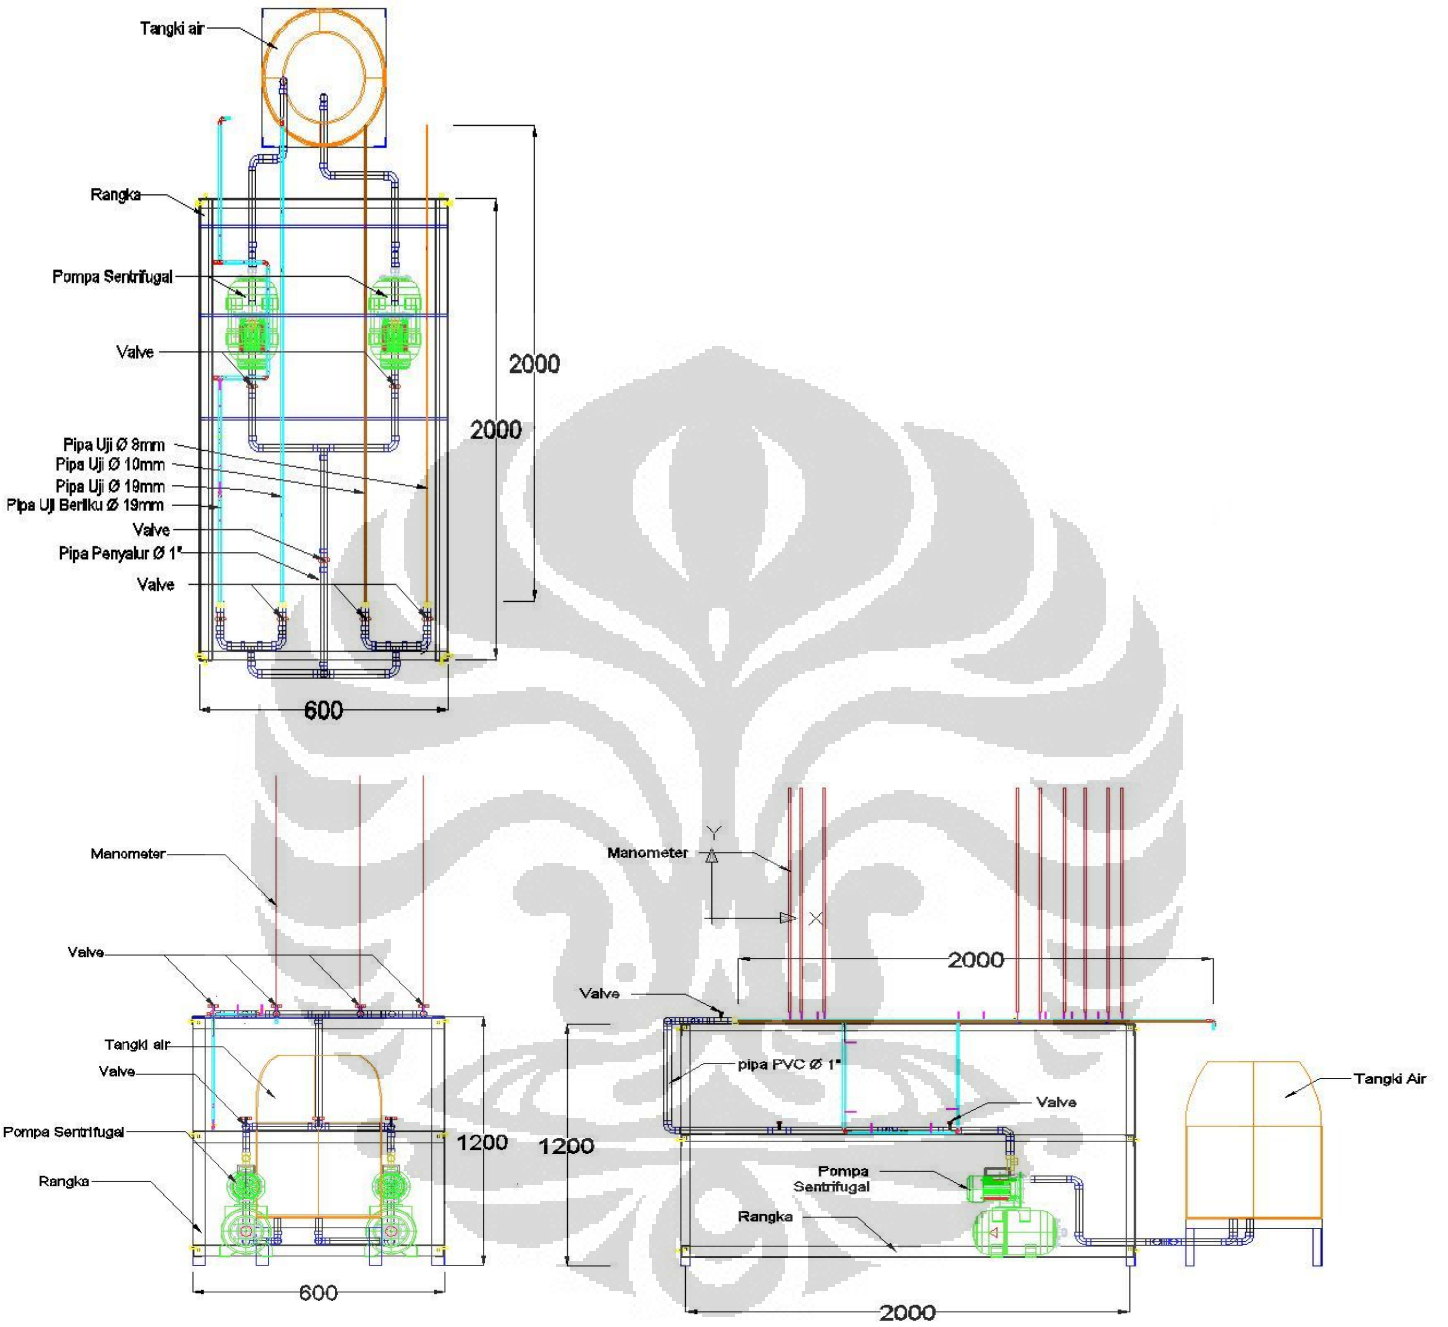 Tangki air
Rangka
Pompa Sentrifugal
Valve
2000
2000
Pipa Uji Ø 8mm
Pipa Uji Ø 10mm
Pipa Uji Ø 19mm
Pipa Uji Berliku Ø 19mm
Valve
Pipa Penyalur Ø 1"
Valve
600
Manometer
Valve
Tangki air
Valve
Pompa Sentrifugal
Rangka
1200
600
Y
Manometer
X
2000
Valve
pipa PVC Ø 1"
Valve
Tangki Air
1200
Pompa
Sentrifugal
Rangka
2000